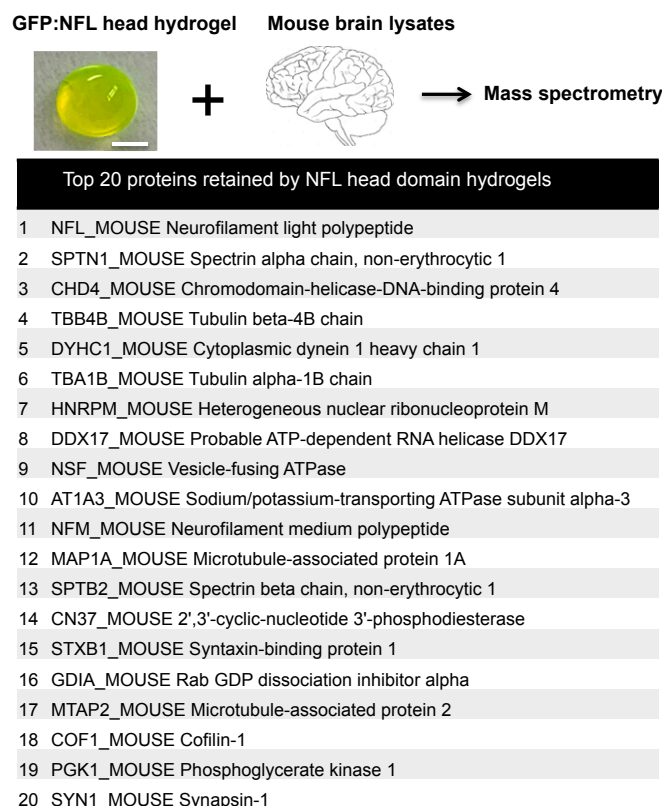 GFP:NFL head hydrogel Mouse brain lysates
+
Mass spectrometry
Top 20 proteins retained by NFL head domain hydrogels
1 NFL_MOUSE Neurofilament light polypeptide
2 SPTN1_MOUSE Spectrin alpha chain, non-erythrocytic 1
3 CHD4_MOUSE Chromodomain-helicase-DNA-binding protein 4
4 TBB4B_MOUSE Tubulin beta-4B chain
5 DYHC1_MOUSE Cytoplasmic dynein 1 heavy chain 1
6 TBA1B_MOUSE Tubulin alpha-1B chain
7 HNRPM_MOUSE Heterogeneous nuclear ribonucleoprotein M
8 DDX17_MOUSE Probable ATP-dependent RNA helicase DDX17
9 NSF_MOUSE Vesicle-fusing ATPase
10 AT1A3_MOUSE Sodium/potassium-transporting ATPase subunit alpha-3
11 NFM_MOUSE Neurofilament medium polypeptide
12 MAP1A_MOUSE Microtubule-associated protein 1A
13 SPTB2_MOUSE Spectrin beta chain, non-erythrocytic 1
14 CN37_MOUSE 2',3'-cyclic-nucleotide 3'-phosphodiesterase
15 STXB1_MOUSE Syntaxin-binding protein 1
16 GDIA_MOUSE Rab GDP dissociation inhibitor alpha
17 MTAP2_MOUSE Microtubule-associated protein 2
18 COF1_MOUSE Cofilin-1
19 PGK1_MOUSE Phosphoglycerate kinase 1
20 SYN1_MOUSE Synapsin-1